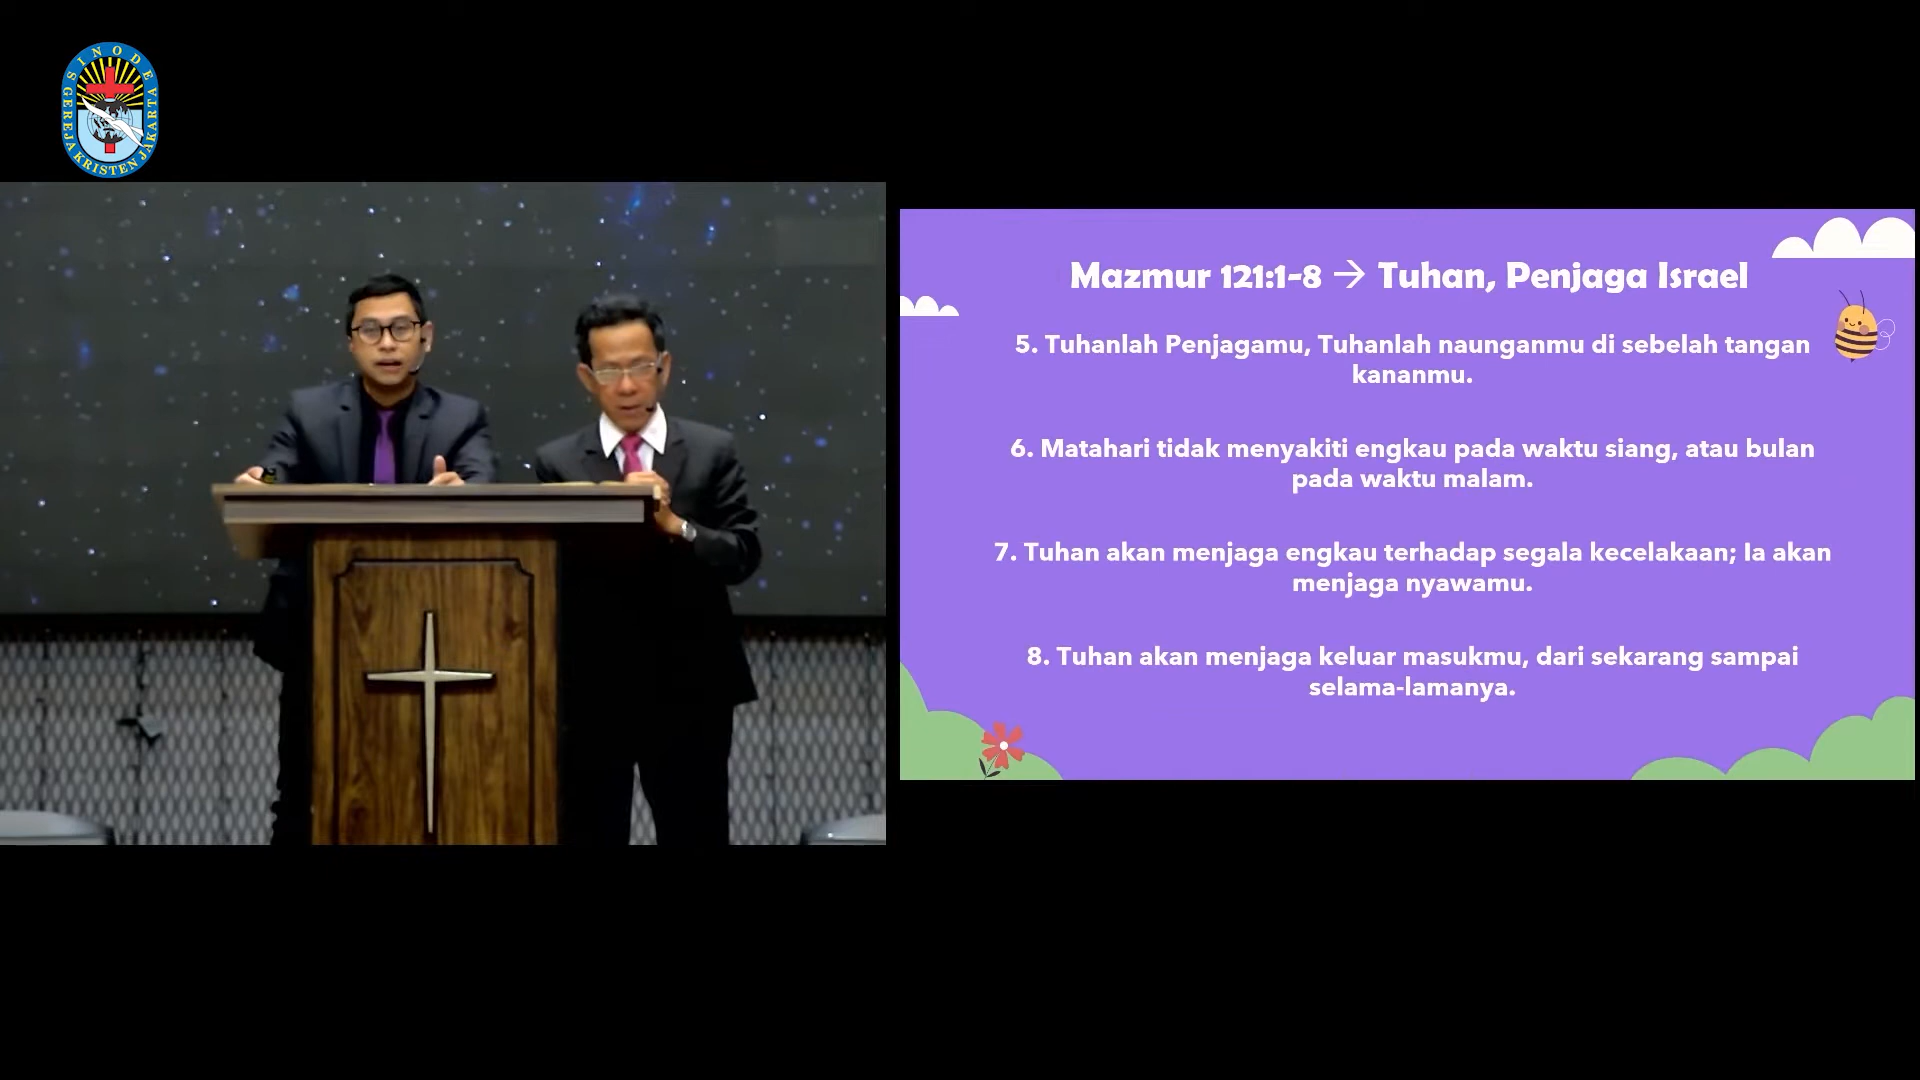 SINODE
GEREJA KRISTEN JAKARTA
Mazmur 121:1-8 → Tuhan, Penjaga Israel
5. Tuhanlah Penjagamu, Tuhanlah naunganmu di sebelah tangan
kananmu.
6. Matahari tidak menyakiti engkau pada waktu siang, atau bulan
pada waktu malam.
7. Tuhan akan menjaga engkau terhadap segala kecelakaan; Ia akan
menjaga nyawamu.
8. Tuhan akan menjaga keluar masukmu, dari sekarang sampai
selama-lamanya.